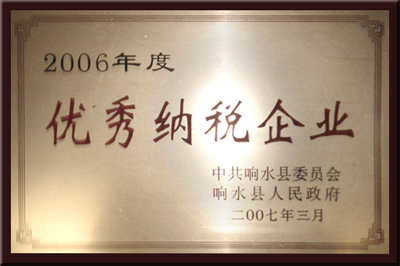 2006年度
优秀纳税企业
中共响水县委员会
响水县人民政府
二00七年三月